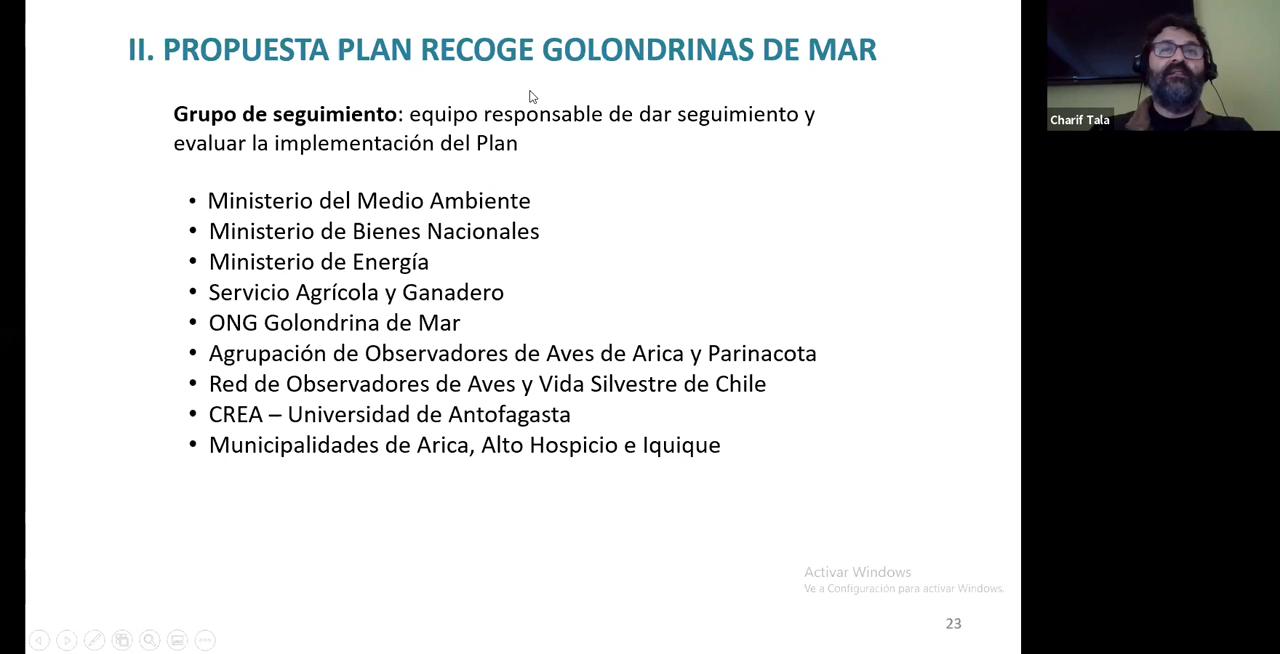 II. PROPUESTA PLAN RECOGE GOLONDRINAS DE MAR
Grupo de seguimiento: equipo responsable de dar seguimiento y
evaluar la implementación del Plan
• Ministerio del Medio Ambiente
• Ministerio de Bienes Nacionales
• Ministerio de Energía
• Servicio Agrícola y Ganadero
• ONG Golondrina de Mar
• Agrupación de Observadores de Aves de Arica y Parinacota
• Red de Observadores de Aves y Vida Silvestre de Chile
• CREA – Universidad de Antofagasta
• Municipalidades de Arica, Alto Hospicio e Iquique
Activar Windows
Ve a Configuración para activar Windows.
23
Charif Tala